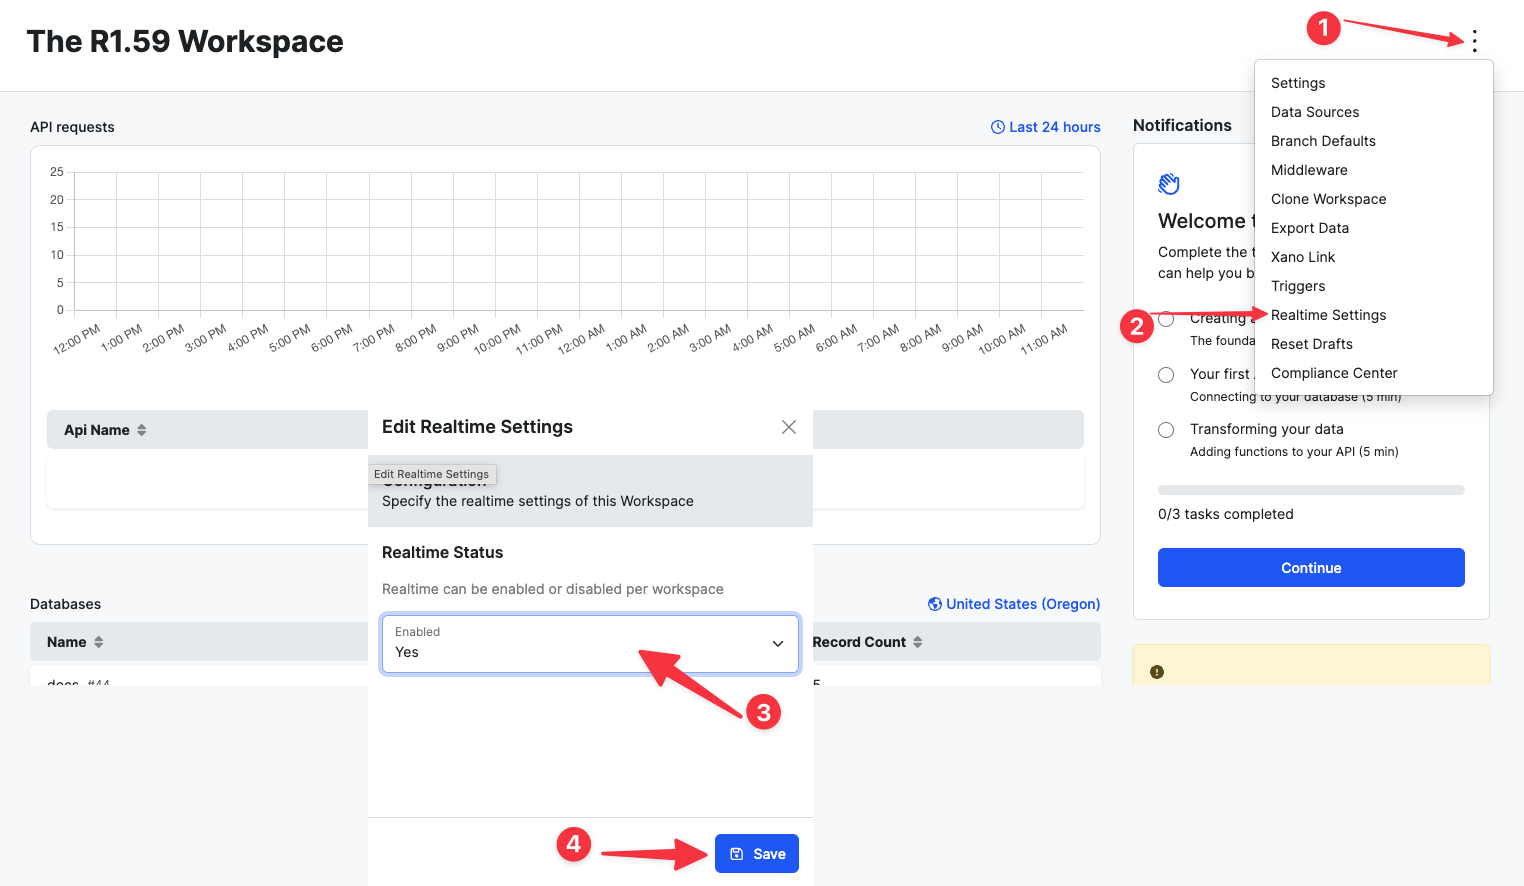 The R1.59 Workspace
1
Settings
Data Sources
Branch Defaults
Middleware
Clone Workspace
Export Data
Xano Link
Triggers
2
Realtime Settings
Reset Drafts
Compliance Center
API requests
Last 24 hours
25
20
15
10
5
0
12:00 PM 1:00 PM 2:00 PM 3:00 PM 4:00 PM 5:00 PM 6:00 PM 7:00 PM 8:00 PM 9:00 PM 10:00 PM 11:00 PM 12:00 AM 1:00 AM 2:00 AM 3:00 AM 4:00 AM 5:00 AM 6:00 AM 7:00 AM 8:00 AM 9:00 AM 10:00 AM 11:00 AM
Api Name
Notifications
Welcome
Complete the
can help you
Creating
The
Your first
Connecting to your database (5 min)
Transforming your data
Adding functions to your API (5 min)
0/3 tasks completed
Continue
Edit Realtime Settings
Edit Realtime Settings
Configuration
Specify the realtime settings of this Workspace
Realtime Status
Realtime can be enabled or disabled per workspace
Enabled
Yes
3
4
Save
Databases
United States (Oregon)
Name
Record Count
docs #44
5